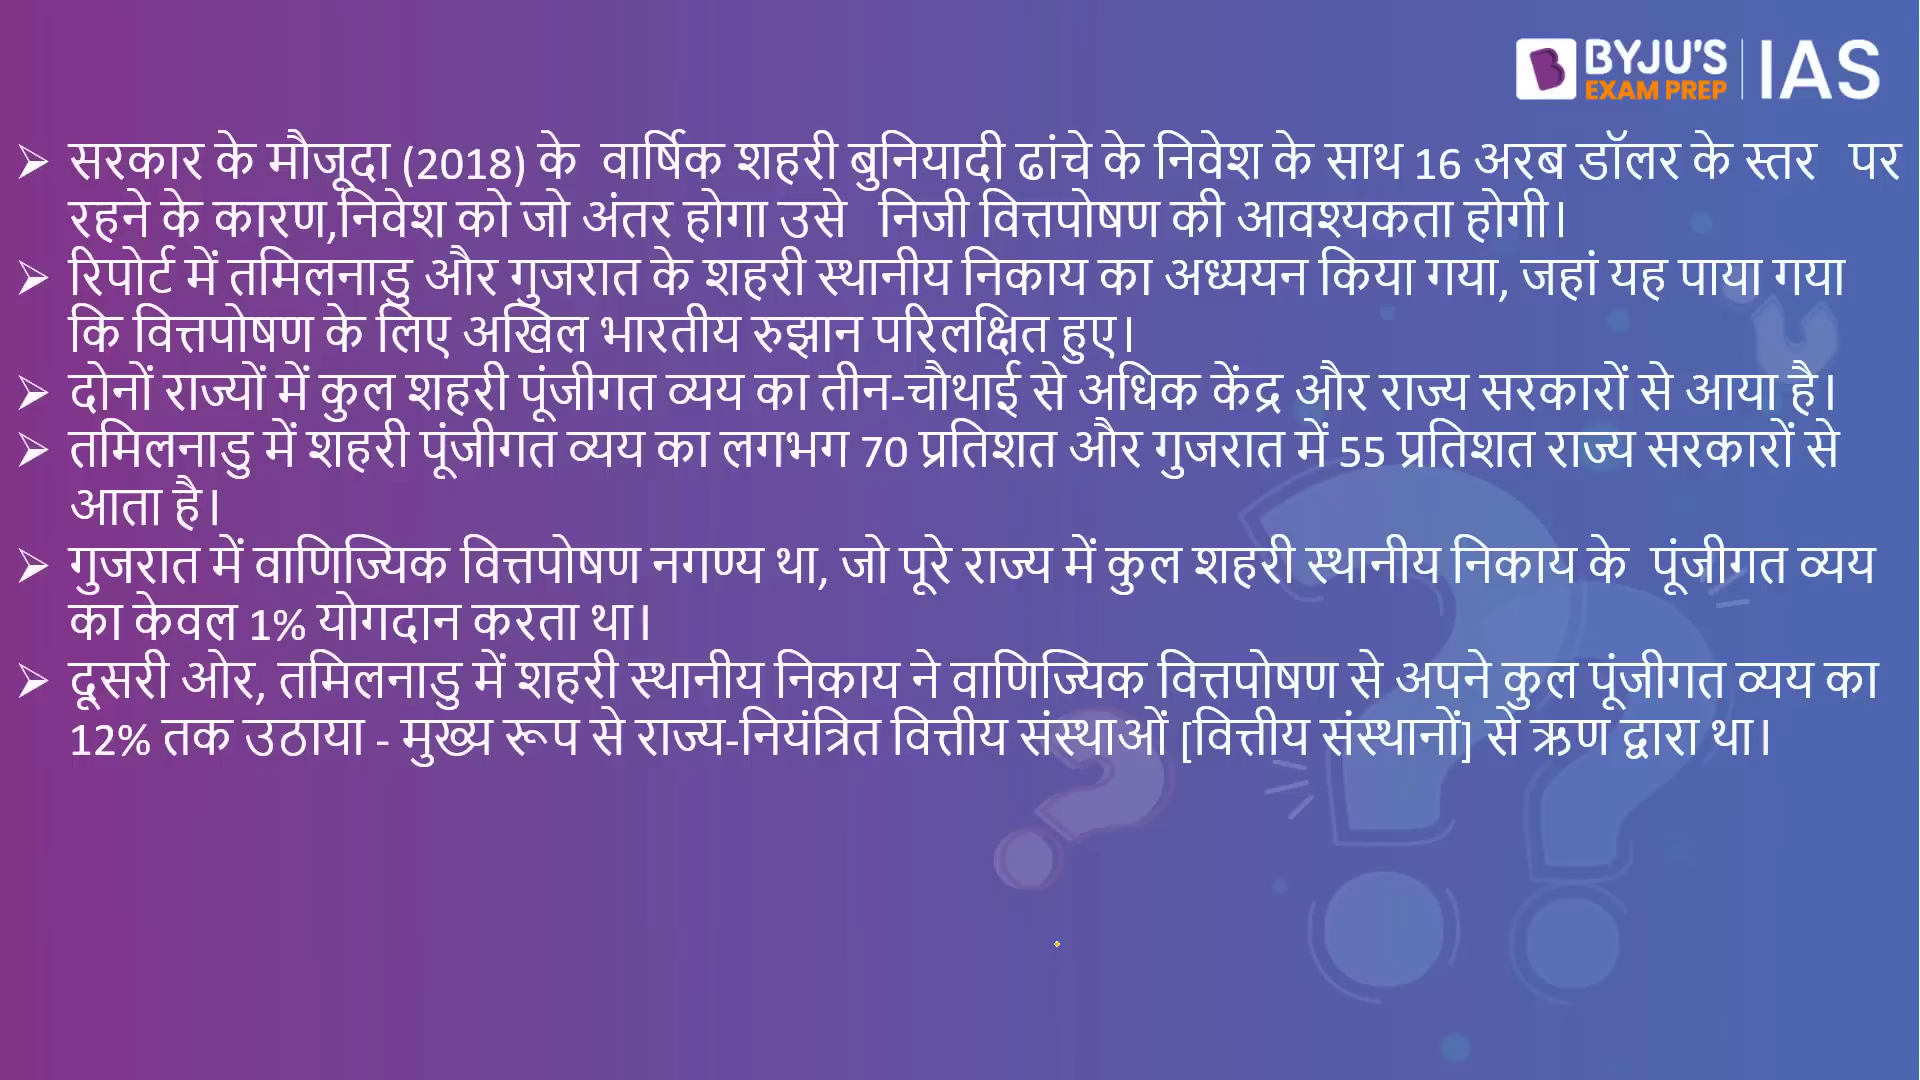 BYJU'S
EXAM PREP
IAS
➢ सरकार के मौजूदा (2018) के वार्षिक शहरी बुनियादी ढांचे के निवेश के साथ 16 अरब डॉलर के स्तर पर
रहने के कारण,निवेश को जो अंतर होगा उसे निजी वित्तपोषण की आवश्यकता होगी।
➢ रिपोर्ट में तमिलनाडु और गुजरात के शहरी स्थानीय निकाय का अध्ययन किया गया, जहां यह पाया गया
कि वित्तपोषण के लिए अखिल भारतीय रुझान परिलक्षित हुए।
➢ दोनों राज्यों में कुल शहरी पूंजीगत व्यय का तीन-चौथाई से अधिक केंद्र और राज्य सरकारों से आया है।
➢ तमिलनाडु में शहरी पूंजीगत व्यय का लगभग 70 प्रतिशत और गुजरात में 55 प्रतिशत राज्य सरकारों से
आता है।
➢ गुजरात में वाणिज्यिक वित्तपोषण नगण्य था, जो पूरे राज्य में कुल शहरी स्थानीय निकाय के पूंजीगत व्यय
का केवल 1% योगदान करता था।
➢ दूसरी ओर, तमिलनाडु में शहरी स्थानीय निकाय ने वाणिज्यिक वित्तपोषण से अपने कुल पूंजीगत व्यय का
12% तक उठाया - मुख्य रूप से राज्य-नियंत्रित वित्तीय संस्थाओं [वित्तीय संस्थानों] से ऋण द्वारा था।